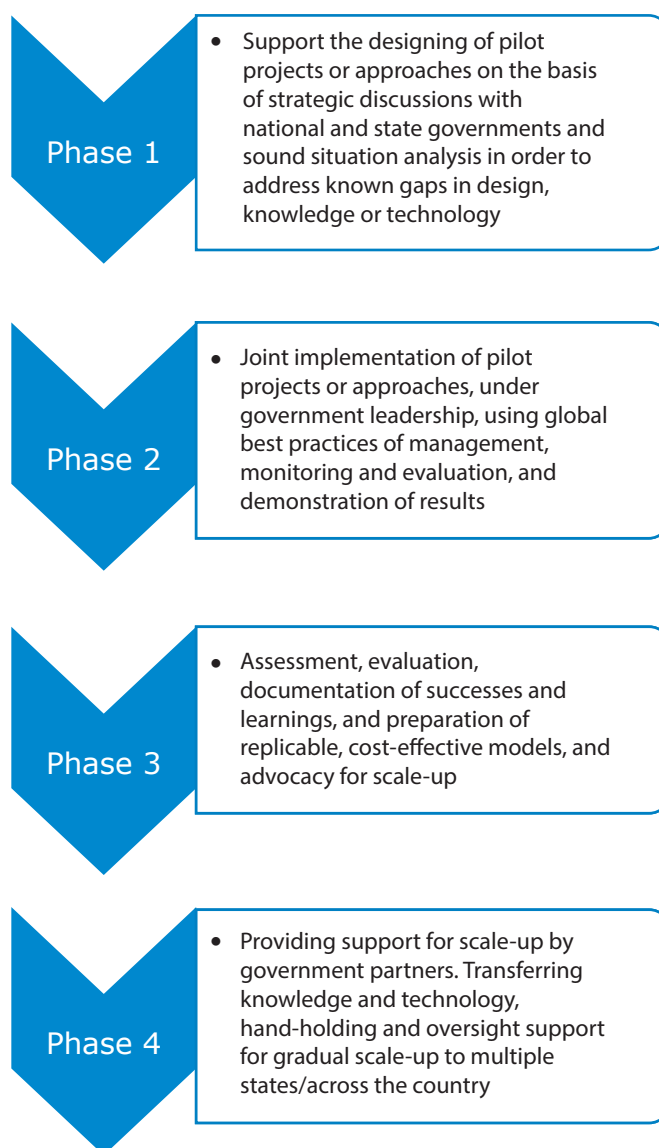 Phase 1
• Support the designing of pilot
projects or approaches on the basis
of strategic discussions with
national and state governments and
sound situation analysis in order to
address known gaps in design,
knowledge or technology
Phase 2
• Joint implementation of pilot
projects or approaches, under
government leadership, using global
best practices of management,
monitoring and evaluation, and
demonstration of results
Phase 3
• Assessment, evaluation,
documentation of successes and
learnings, and preparation of
replicable, cost-effective models, and
advocacy for scale-up
Phase 4
• Providing support for scale-up by
government partners. Transferring
knowledge and technology,
hand-holding and oversight support
for gradual scale-up to multiple
states/across the country